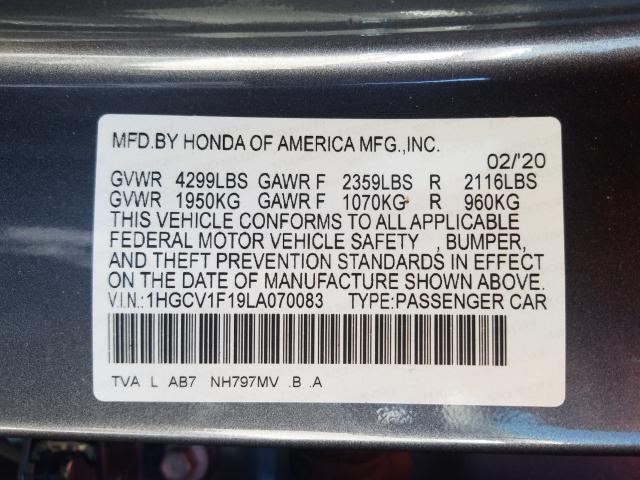 MFD.BY HONDA OF AMERICA MFG.,INC.
02/'20
GVWR 4299LBS GAWR F 2359LBS R 2116LBS
GVWR 1950KG GAWR F 1070KG R 960KG
THIS VEHICLE CONFORMS TO ALL APPLICABLE
FEDERAL MOTOR VEHICLE SAFETY , BUMPER,
AND THEFT PREVENTION STANDARDS IN EFFECT
ON THE DATE OF MANUFACTURE SHOWN ABOVE.
V.I.N.:1HGCV1F19LA070083 TYPE:PASSENGER CAR
TVA L AB7 NH797MV .B .A